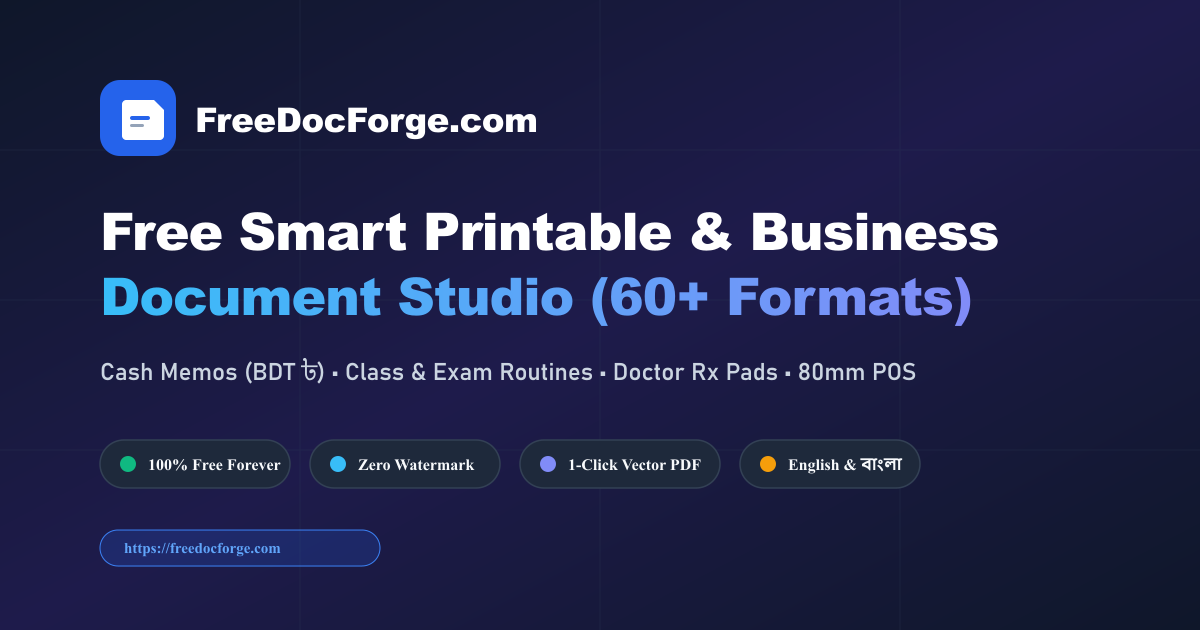 FreeDocForge.com
Free Smart Printable & Business
Document Studio (60+ Formats)
Cash Memos (BDT ৳) • Class & Exam Routines • Doctor Rx Pads • 80mm POS
100% Free Forever
Zero Watermark
1-Click Vector PDF
English & বাংলা
https://freedocforge.com